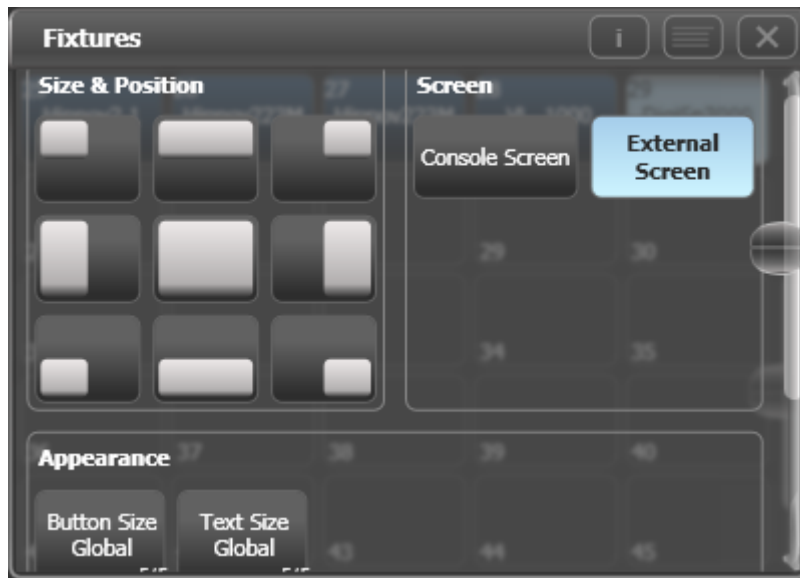 Fixtures
i
Size & Position
Screen
27
Console Screen
External
Screen
29
30
34
35
Appearance
37
38
39
40
Button Size
Global
Text Size
Global
43
44
45